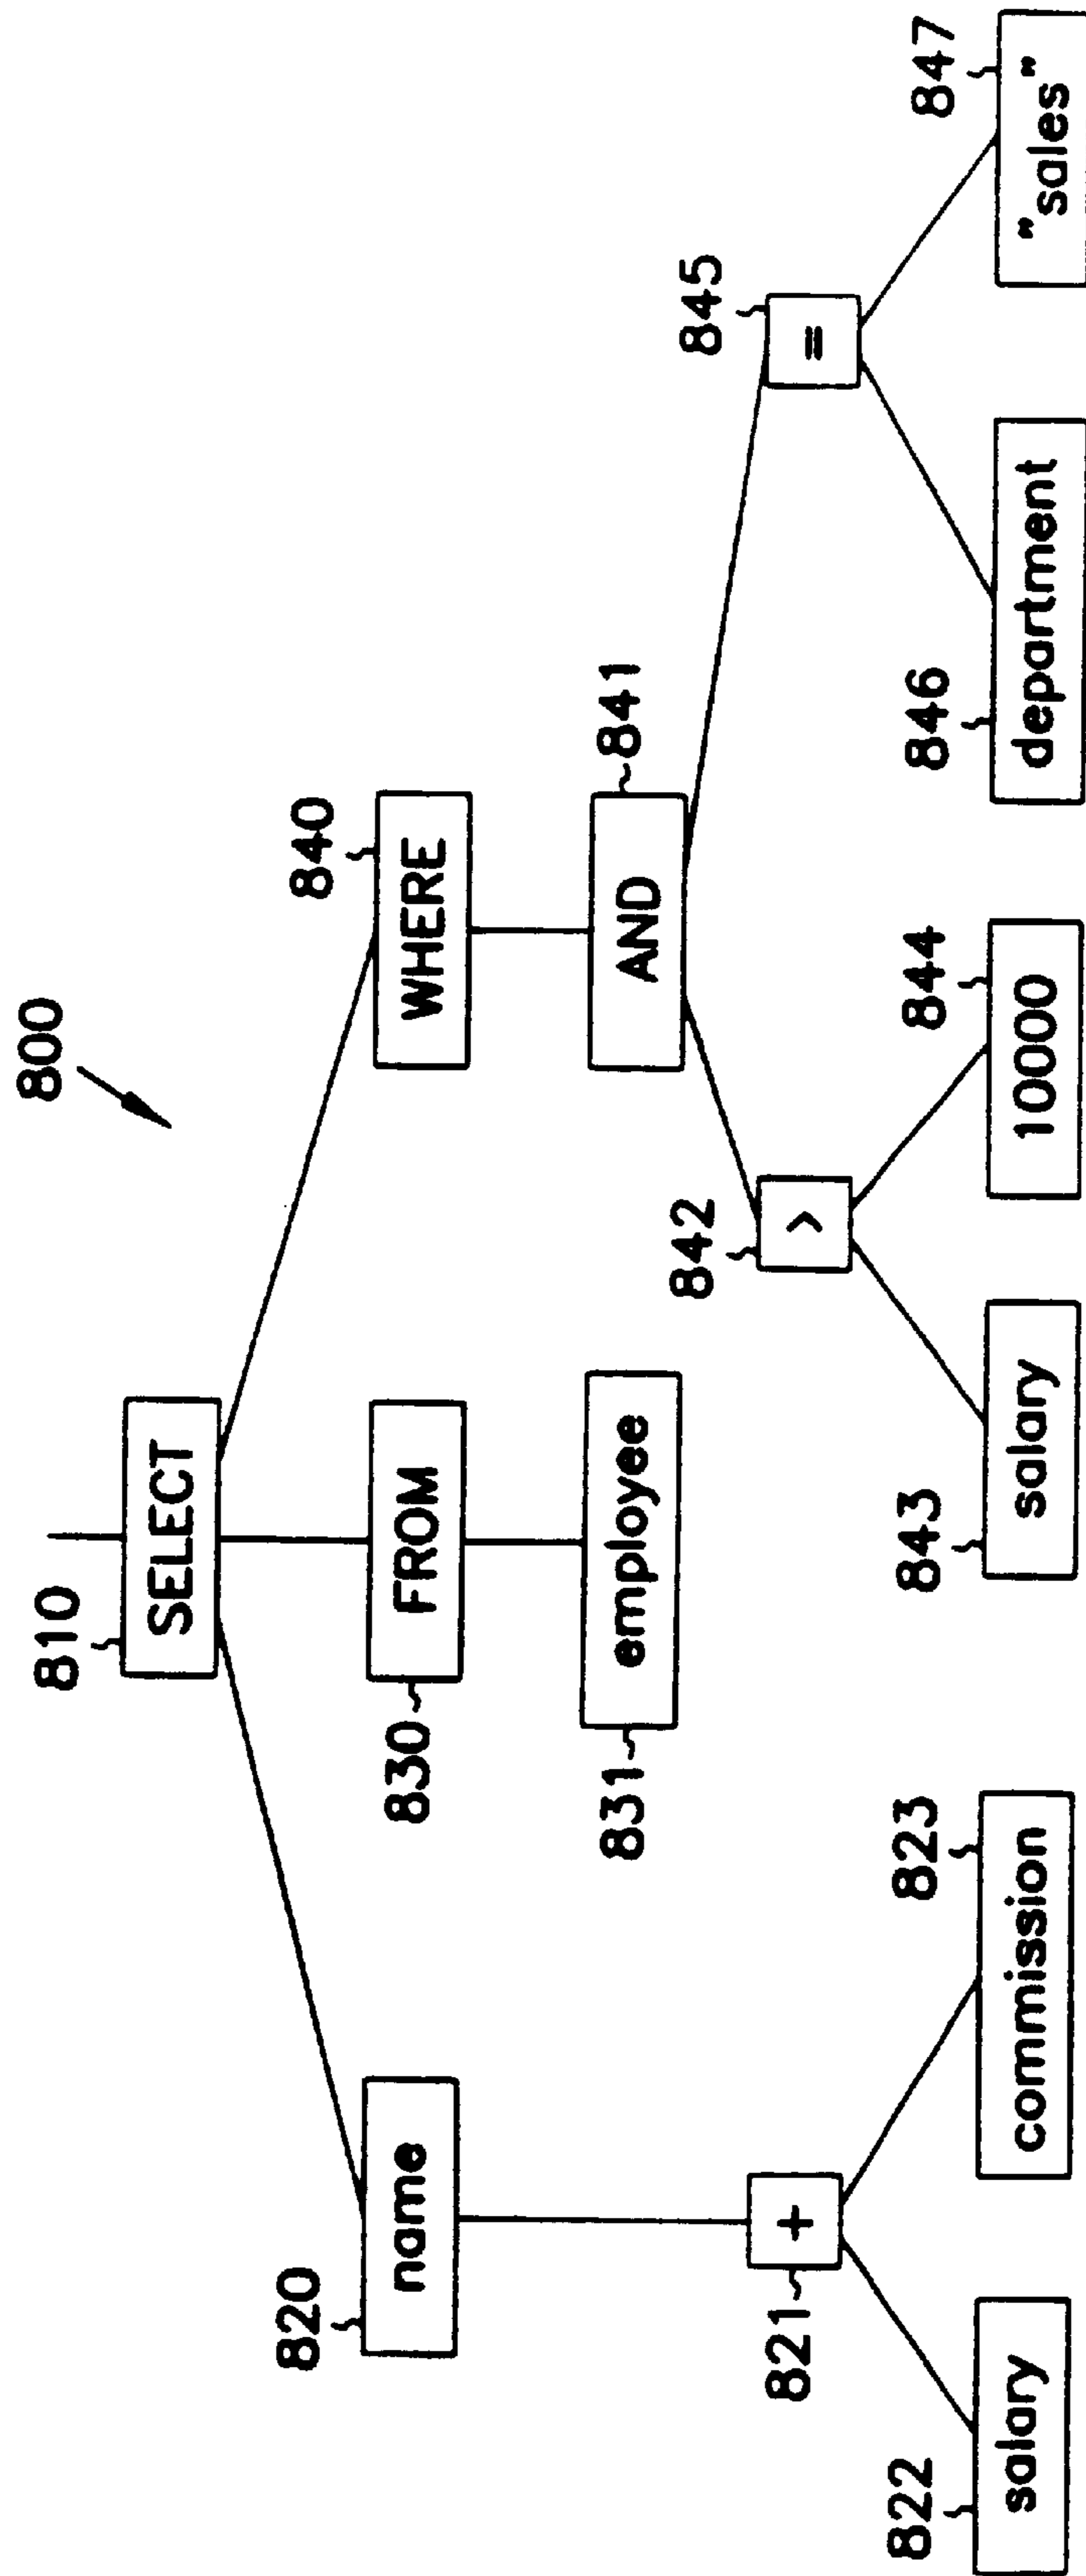 800
810
SELECT
820
name
830
FROM
840
WHERE
831
employee
841
AND
821
+
842
>
845
=
822
salary
823
commission
843
salary
844
10000
846
department
847
"sales"